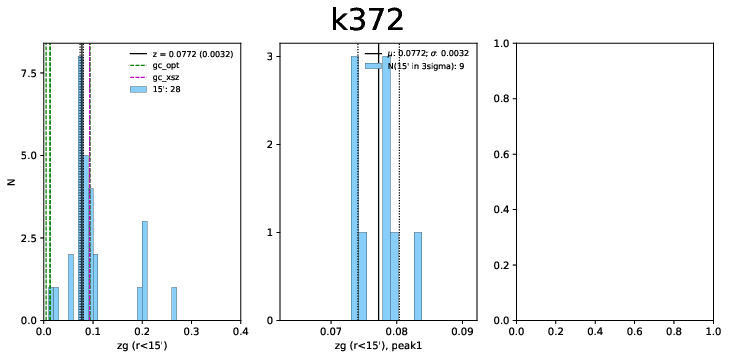 k372
z = 0.0772 (0.0032)
gc_opt
gc_xsz
15': 28
N
7.5
5.0
2.5
0.0
0.0 0.1 0.2 0.3 0.4
zg (r<15')
μ: 0.0772; σ: 0.0032
N(15' in 3sigma): 9
3
2
1
0
0.07 0.08 0.09
zg (r<15'), peak1
1.0
0.8
0.6
0.4
0.2
0.0
0.0 0.2 0.4 0.6 0.8 1.0